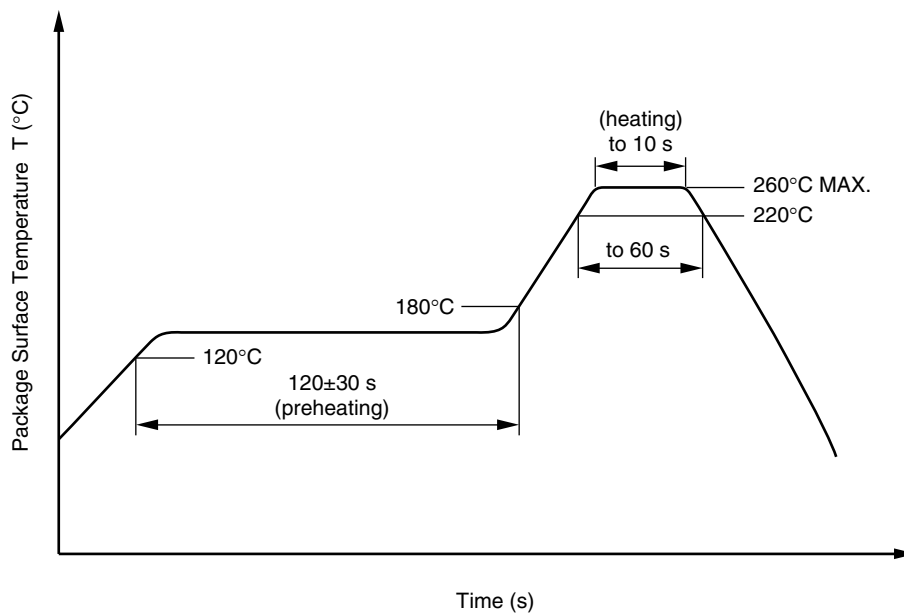 Package Surface Temperature T (°C)
(heating)
to 10 s
260°C MAX.
220°C
to 60 s
180°C
120°C
120±30 s
(preheating)
Time (s)